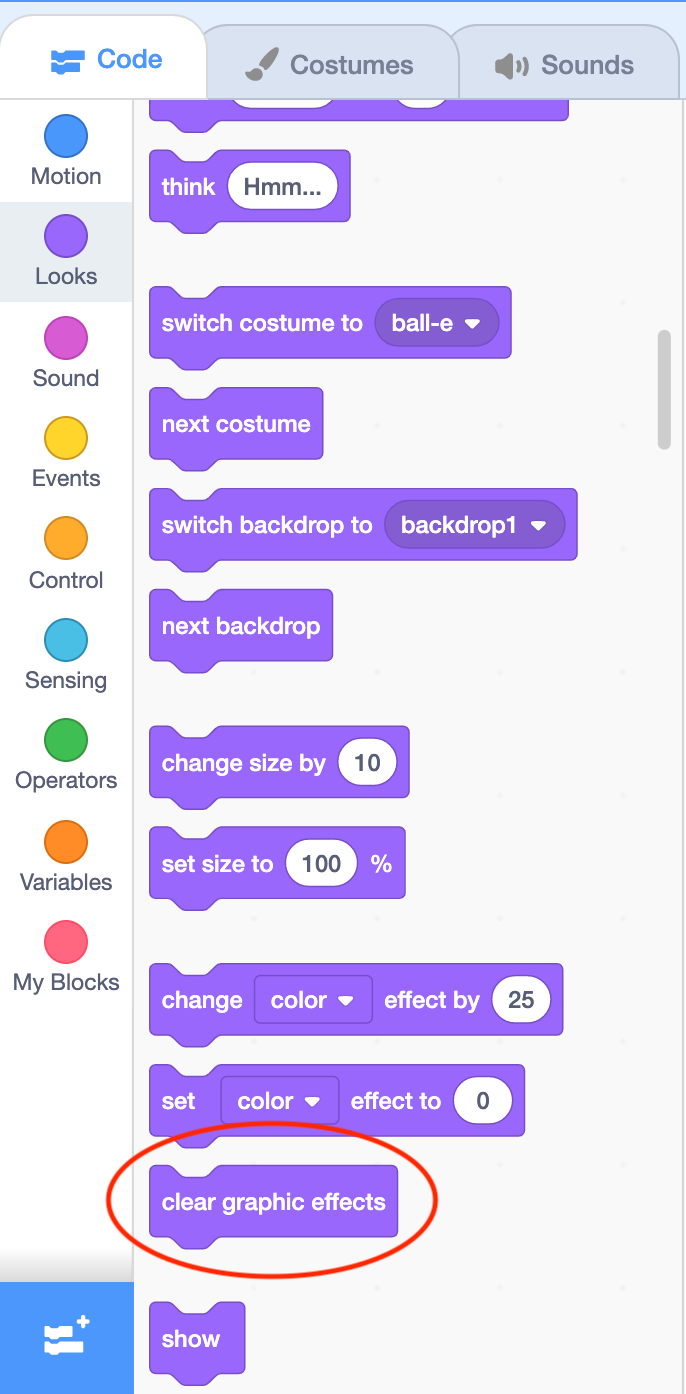 Code
Costumes
Sounds
Motion
Looks
Sound
Events
Control
Sensing
Operators
Variables
My Blocks
think Hmm...
switch costume to ball-e
next costume
switch backdrop to backdrop1
next backdrop
change size by 10
set size to 100 %
change color effect by 25
set color effect to 0
clear graphic effects
show